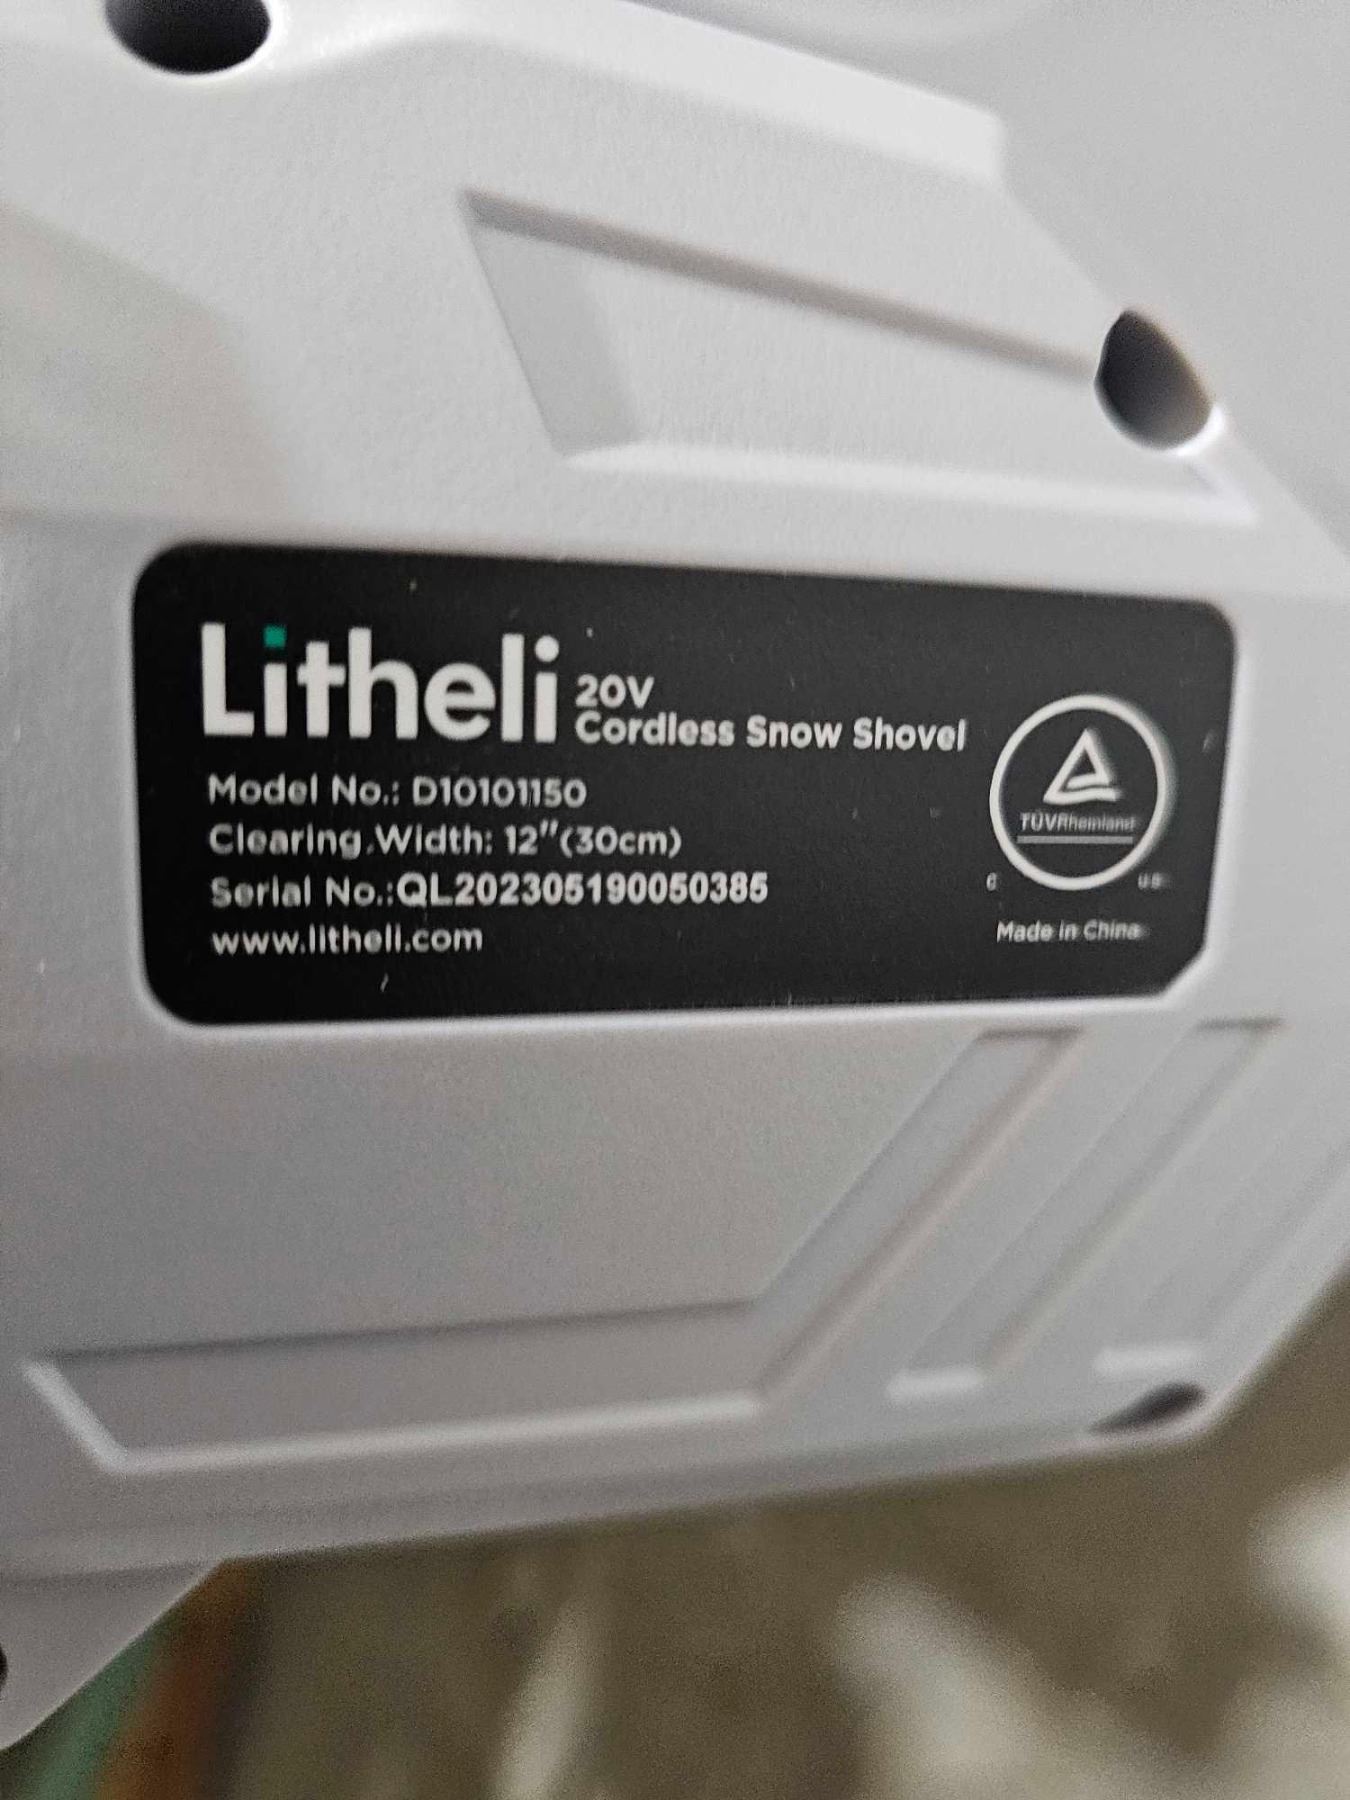 Litheli 20V
Cordless Snow Shovel
Model No.: D10101150
Clearing Width: 12"(30cm)
Serial No.:QL202305190050385
www.litheli.com
TÜVRheinland
C US
Made in China